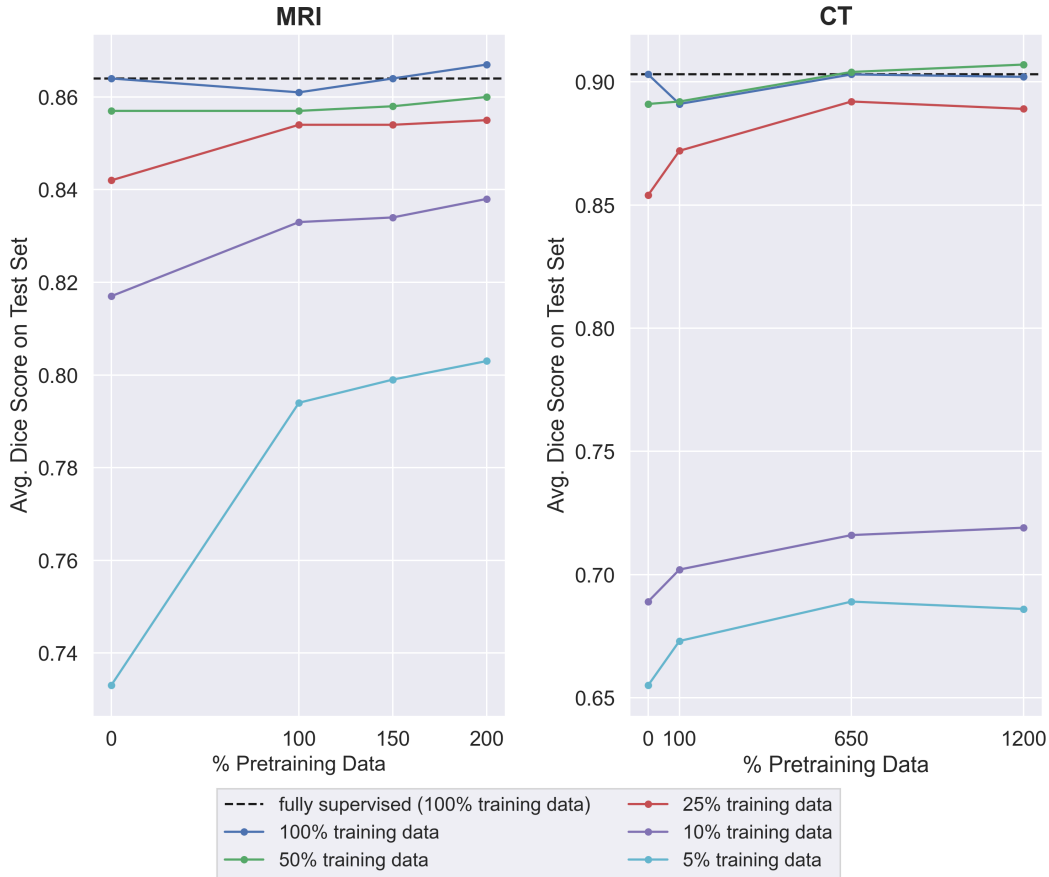 MRI
Avg. Dice Score on Test Set
0.86
0.84
0.82
0.80
0.78
0.76
0.74
0
100
150
200
% Pretraining Data
CT
Avg. Dice Score on Test Set
0.90
0.85
0.80
0.75
0.70
0.65
0
100
650
1200
% Pretraining Data
fully supervised (100% training data)
100% training data
50% training data
25% training data
10% training data
5% training data